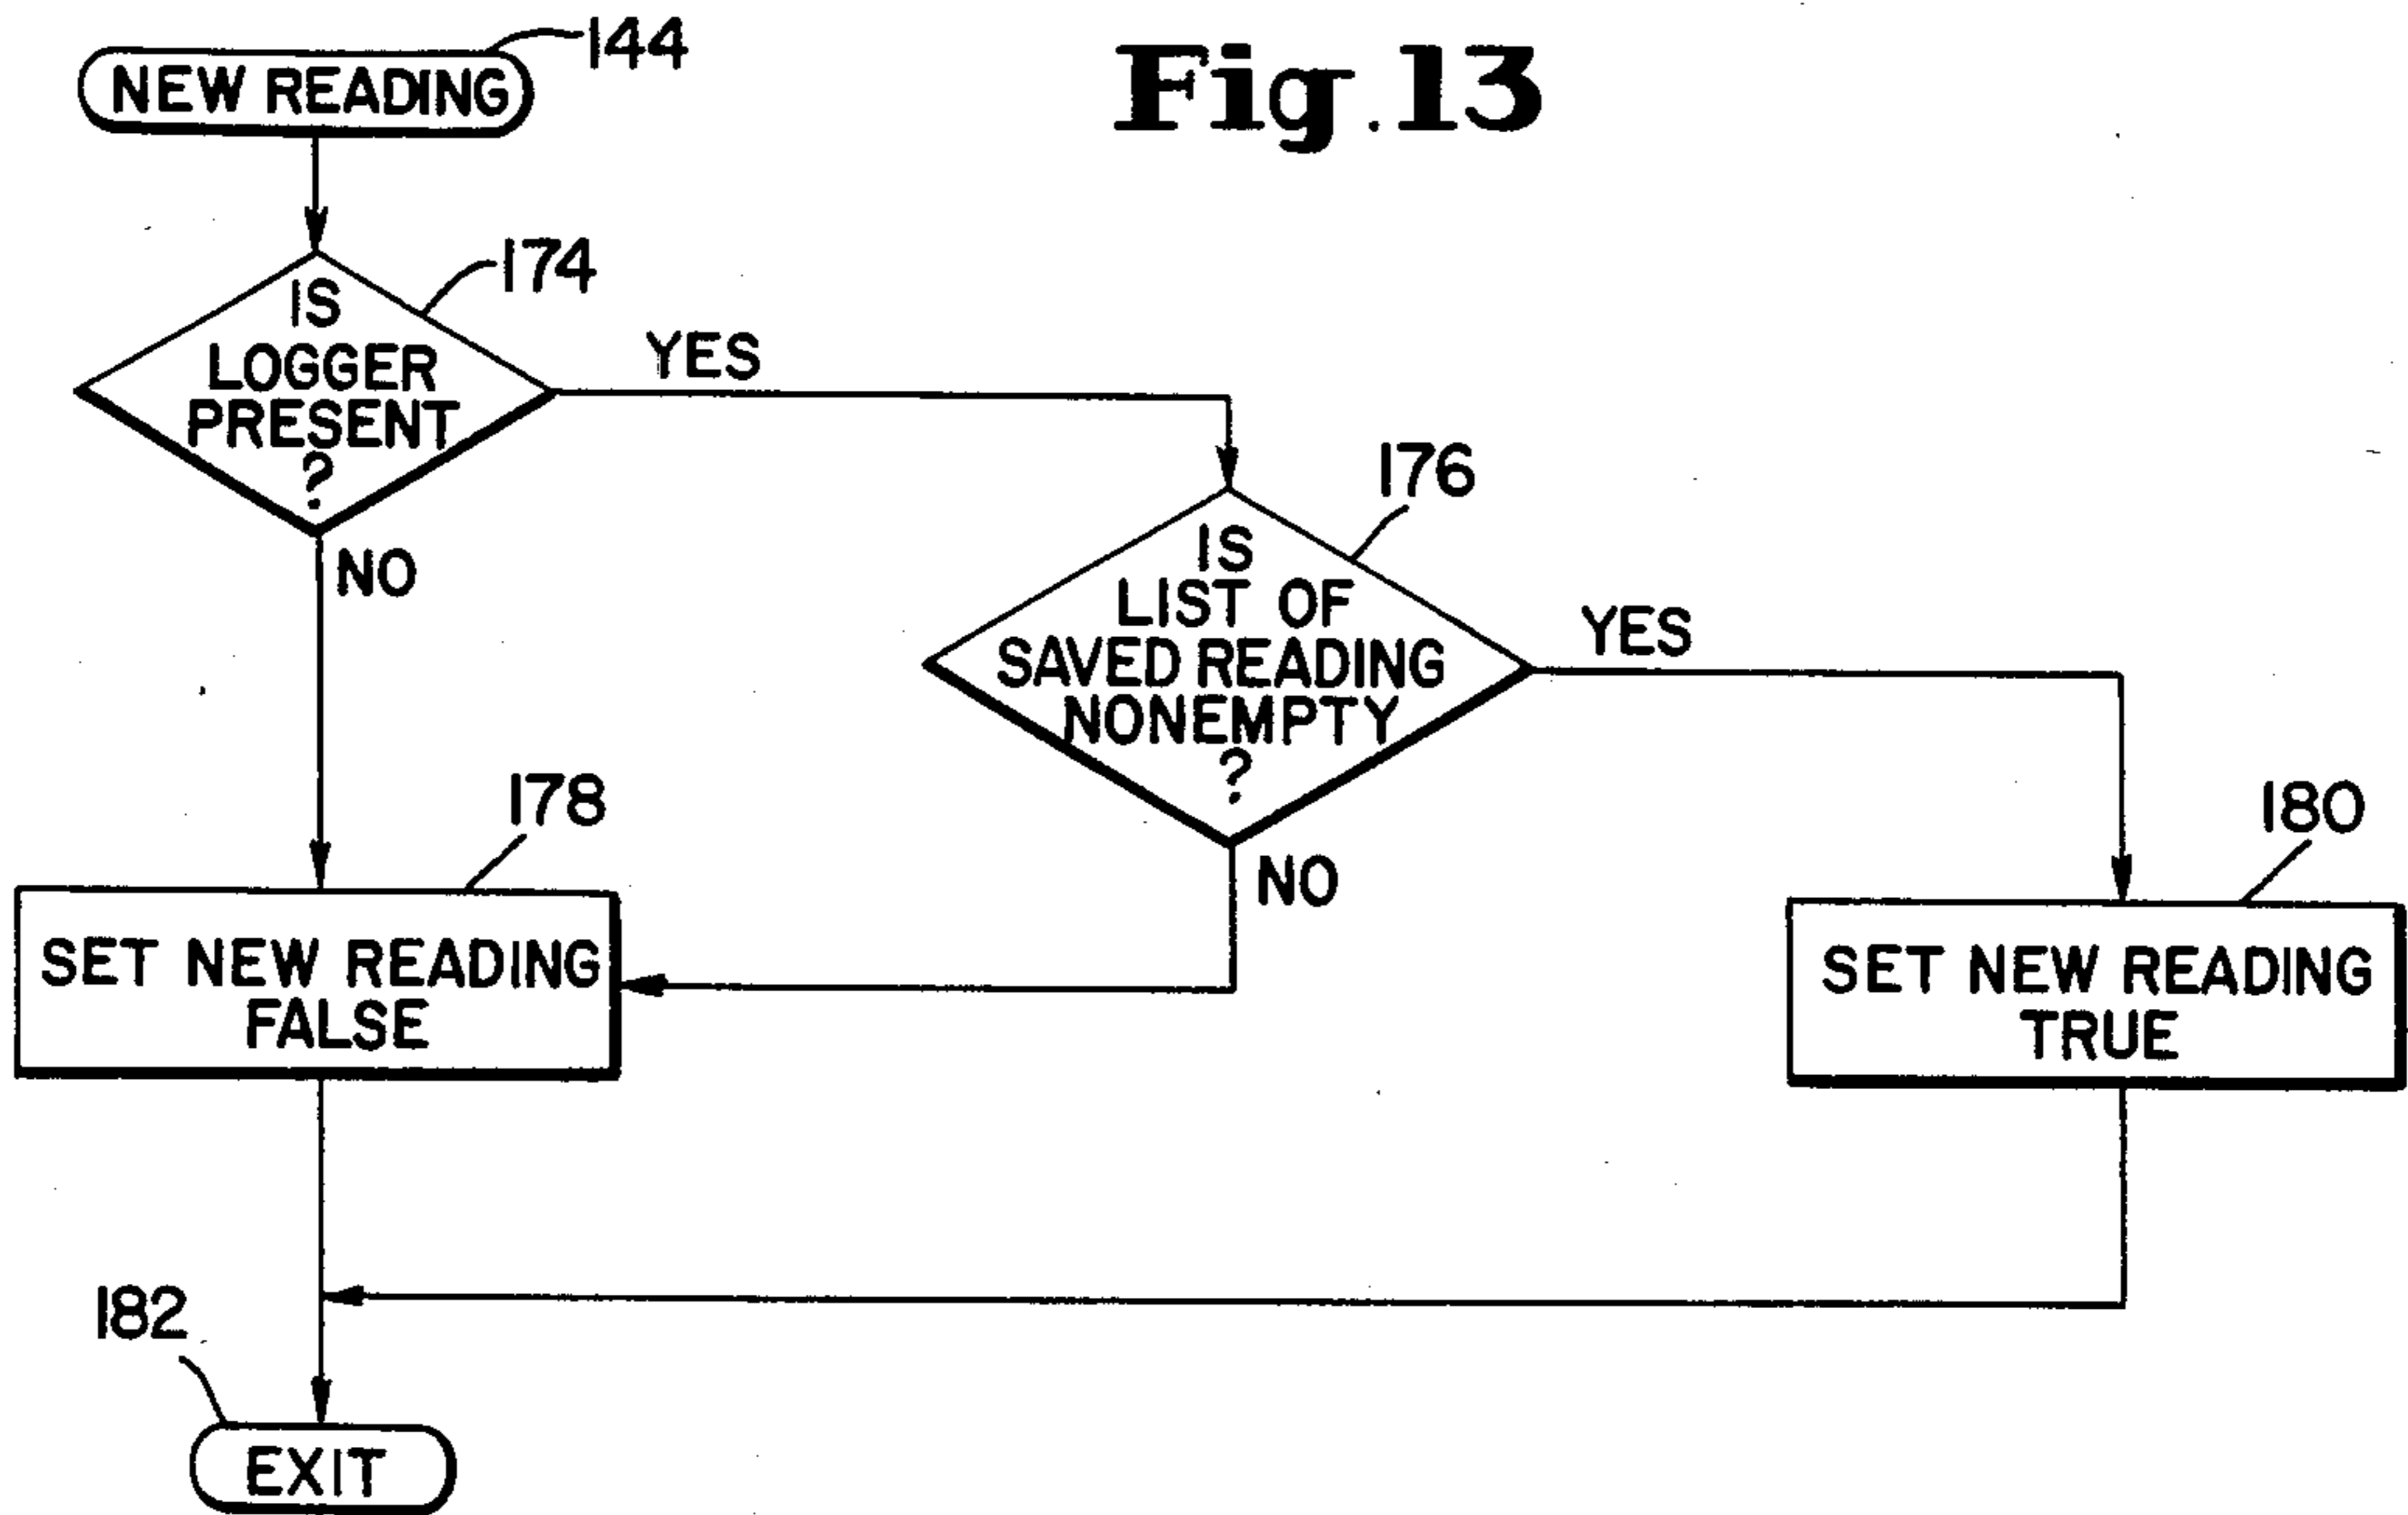 Fig.13
144
NEW READING
174
IS
LOGGER
PRESENT
?
YES
NO
176
IS
LIST OF
SAVED READING
NONEMPTY
?
YES
NO
178
SET NEW READING
FALSE
180
SET NEW READING
TRUE
182
EXIT